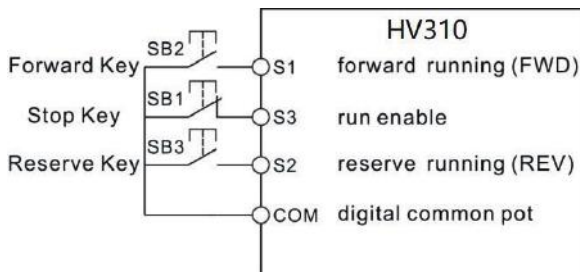 HV310
SB2
Forward Key S1 forward running (FWD)
SB1
Stop Key S3 run enable
SB3
Reserve Key S2 reserve running (REV)
COM digital common pot